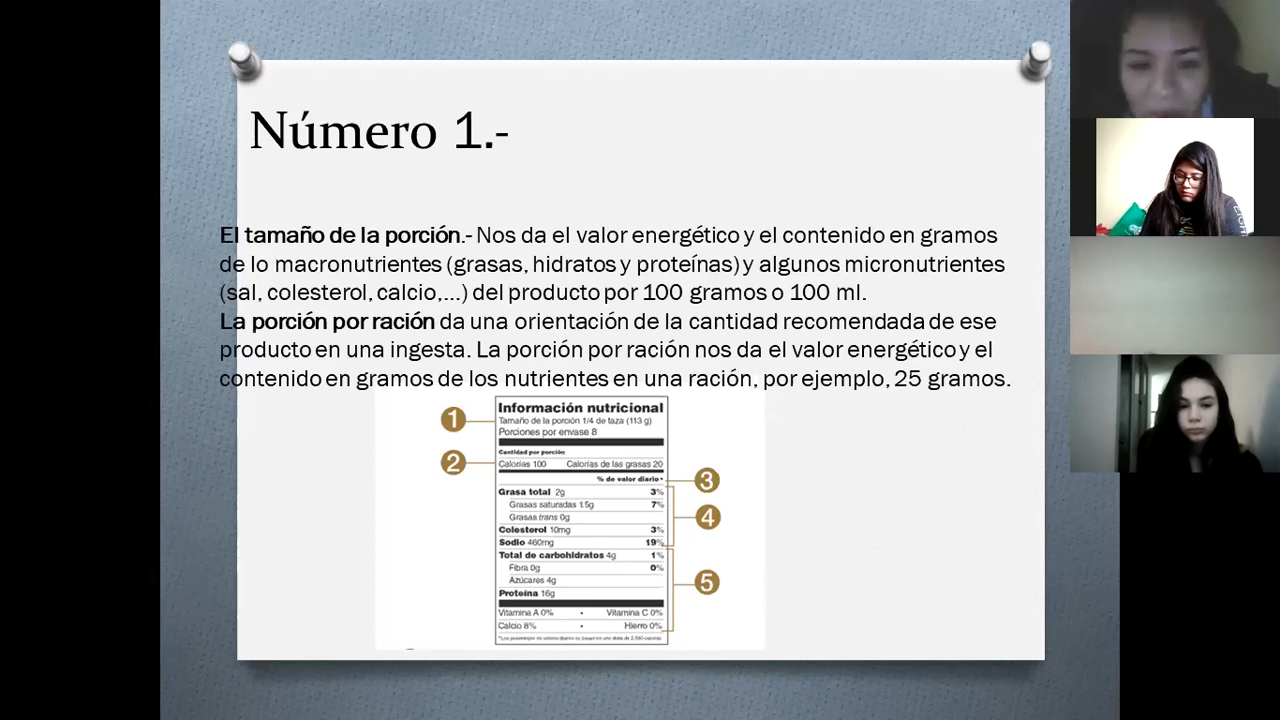 Número 1.-
El tamaño de la porción.- Nos da el valor energético y el contenido en gramos
de lo macronutrientes (grasas, hidratos y proteínas) y algunos micronutrientes
(sal, colesterol, calcio,...) del producto por 100 gramos o 100 ml.
La porción por ración da una orientación de la cantidad recomendada de ese
producto en una ingesta. La porción por ración nos da el valor energético y el
contenido en gramos de los nutrientes en una ración, por ejemplo, 25 gramos.
Información nutricional
1 Tamaño de la porción 1/4 de taza (113 g)
Porciones por envase 8
Cantidad por porción
2 Calorías 100 Calorías de las grasas 20
% de valor diario* 3
Grasa total 2g 3%
Grasas saturadas 1.5g 7%
Grasas trans 0g 4
Colesterol 10mg 3%
Sodio 460mg 19%
Total de carbohidratos 4g 1%
Fibra 0g 0%
Azúcares 4g 5
Proteína 16g
Vitamina A 0% • Vitamina C 0%
Calcio 8% • Hierro 0%